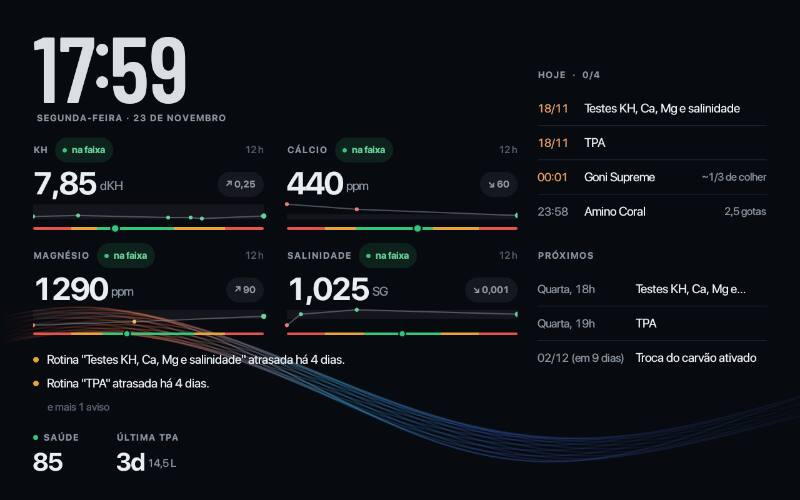 17:59
SEGUNDA-FEIRA · 23 DE NOVEMBRO
KH na faixa 12h
7,85 dKH ↗0,25
CÁLCIO na faixa 12h
440 ppm ↘60
MAGNÉSIO na faixa 12h
1290 ppm ↗90
SALINIDADE na faixa 12h
1,025 SG ↘0,001
Rotina "Testes KH, Ca, Mg e salinidade" atrasada há 4 dias.
Rotina "TPA" atrasada há 4 dias.
e mais 1 aviso
SAÚDE
85
ÚLTIMA TPA
3d 14,5 L
HOJE · 0/4
18/11 Testes KH, Ca, Mg e salinidade
18/11 TPA
00:01 Goni Supreme ~1/3 de colher
23:58 Amino Coral 2,5 gotas
PRÓXIMOS
Quarta, 18h Testes KH, Ca, Mg e...
Quarta, 19h TPA
02/12 (em 9 dias) Troca do carvão ativado